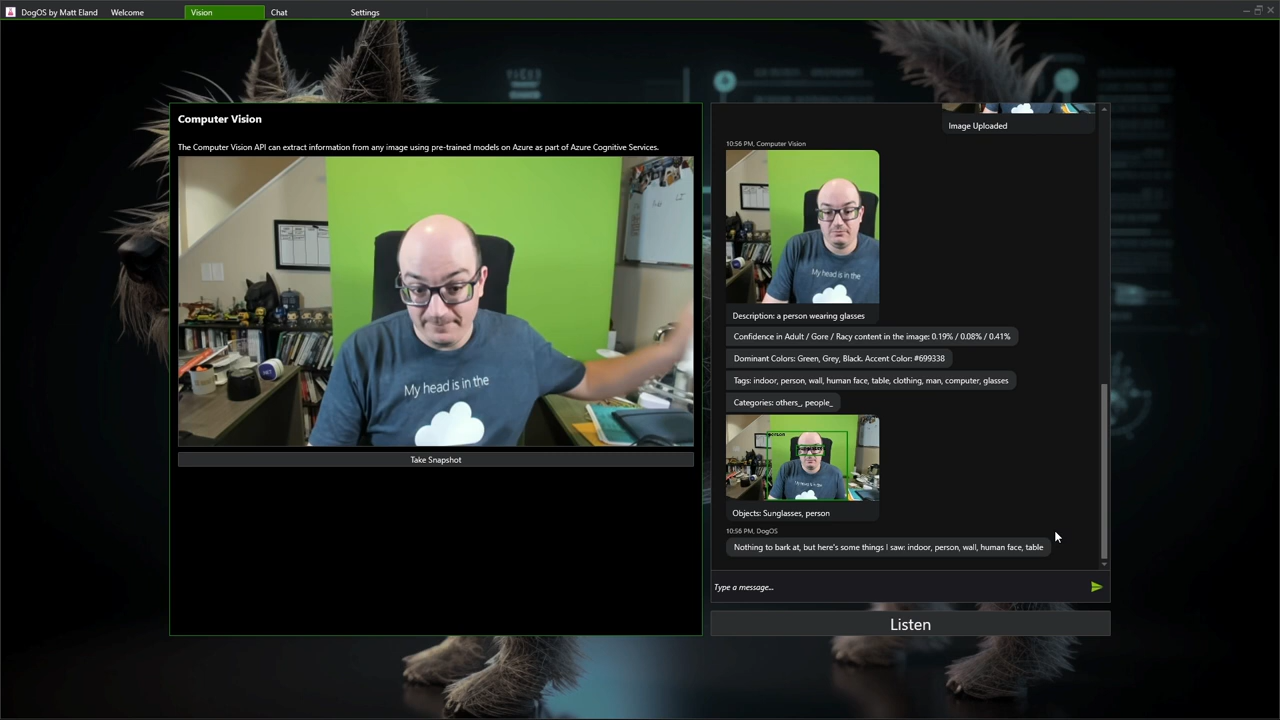 DogOS by Matt Eland
Welcome
Vision
Chat
Settings
Computer Vision
The Computer Vision API can extract information from any image using pre-trained models on Azure as part of Azure Cognitive Services.
My head is in the
Take Snapshot
Image Uploaded
10:56 PM, Computer Vision
My head is in the
Description: a person wearing glasses
Confidence in Adult / Gore / Racy content in the image: 0.19% / 0.08% / 0.41%
Dominant Colors: Green, Grey, Black. Accent Color: #699338
Tags: indoor, person, wall, human face, table, clothing, man, computer, glasses
Categories: others_, people_
person
My head is in the
Objects: Sunglasses, person
10:56 PM, DogOS
Nothing to bark at, but here's some things I saw: indoor, person, wall, human face, table
Type a message...
Listen